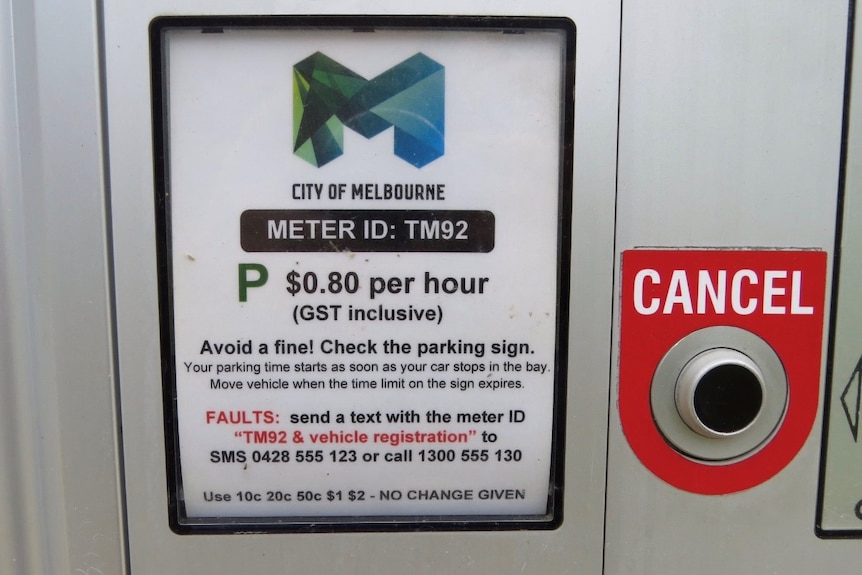 CITY OF MELBOURNE
METER ID: TM92
P $0.80 per hour
(GST inclusive)
Avoid a fine! Check the parking sign.
Your parking time starts as soon as your car stops in the bay.
Move vehicle when the time limit on the sign expires.
FAULTS: send a text with the meter ID
“TM92 & vehicle registration” to
SMS 0428 555 123 or call 1300 555 130
Use 10c 20c 50c $1 $2 - NO CHANGE GIVEN
CANCEL